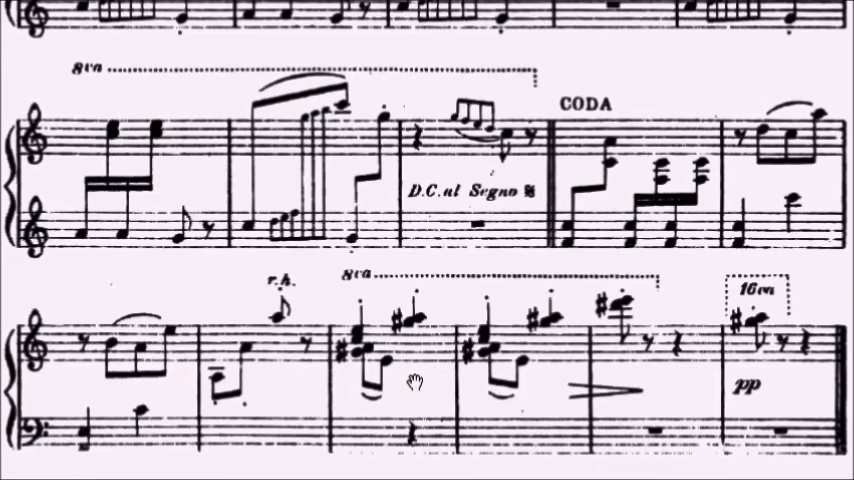 8va
CODA
D.C. al Segno 𝄋
r.h.
8va
16va
pp